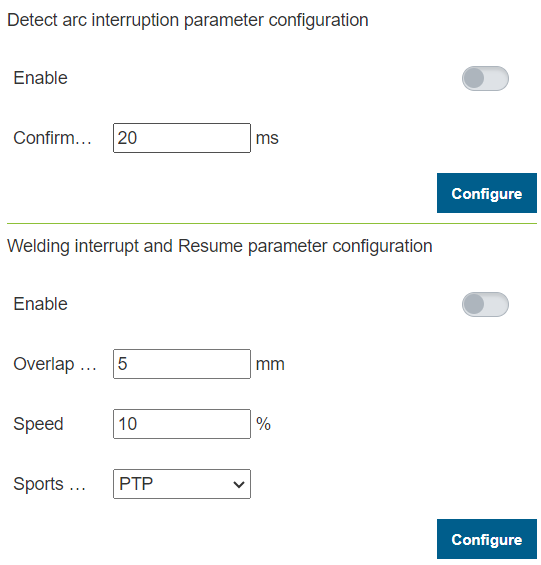 Detect arc interruption parameter configuration
Enable
Confirm... 20 ms
Configure
Welding interrupt and Resume parameter configuration
Enable
Overlap ... 5 mm
Speed 10 %
Sports ... PTP
Configure